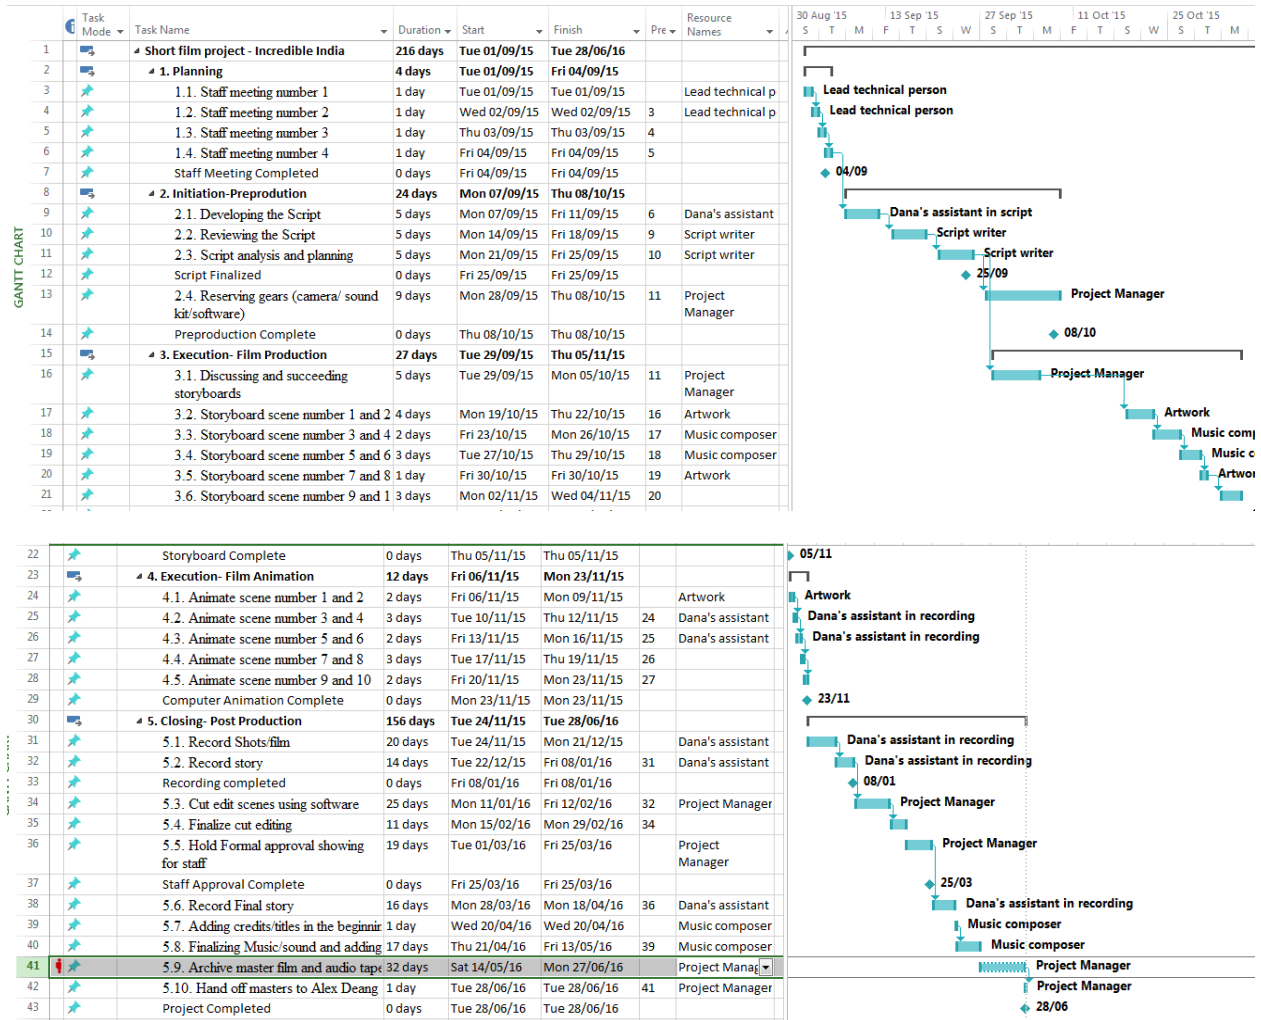 30 Aug '15 13 Sep '15 27 Sep '15 11 Oct '15 25 Oct '15
Task Mode Task Name Duration Start Finish Pre Resource Names S T M F T S W S T M F T S W S T M
1 Short film project - Incredible India 216 days Tue 01/09/15 Tue 28/06/16
2 1. Planning 4 days Tue 01/09/15 Fri 04/09/15
3 1.1. Staff meeting number 1 1 day Tue 01/09/15 Tue 01/09/15 Lead technical p Lead technical person
4 1.2. Staff meeting number 2 1 day Wed 02/09/15 Wed 02/09/15 3 Lead technical p Lead technical person
5 1.3. Staff meeting number 3 1 day Thu 03/09/15 Thu 03/09/15 4
6 1.4. Staff meeting number 4 1 day Fri 04/09/15 Fri 04/09/15 5
7 Staff Meeting Completed 0 days Fri 04/09/15 Fri 04/09/15 04/09
8 2. Initiation-Preprodution 24 days Mon 07/09/15 Thu 08/10/15
9 2.1. Developing the Script 5 days Mon 07/09/15 Fri 11/09/15 6 Dana's assistant Dana's assistant in script
10 2.2. Reviewing the Script 5 days Mon 14/09/15 Fri 18/09/15 9 Script writer Script writer
11 2.3. Script analysis and planning 5 days Mon 21/09/15 Fri 25/09/15 10 Script writer Script writer
12 Script Finalized 0 days Fri 25/09/15 Fri 25/09/15 25/09
GANTT CHART
13 2.4. Reserving gears (camera/ sound 9 days Mon 28/09/15 Thu 08/10/15 11 Project Project Manager
kit/software) Manager
14 Preproduction Complete 0 days Thu 08/10/15 Thu 08/10/15 08/10
15 3. Execution- Film Production 27 days Tue 29/09/15 Thu 05/11/15
16 3.1. Discussing and succeeding 5 days Tue 29/09/15 Mon 05/10/15 11 Project Project Manager
storyboards Manager
17 3.2. Storyboard scene number 1 and 2 4 days Mon 19/10/15 Thu 22/10/15 16 Artwork Artwork
18 3.3. Storyboard scene number 3 and 4 2 days Fri 23/10/15 Mon 26/10/15 17 Music composer Music comp
19 3.4. Storyboard scene number 5 and 6 3 days Tue 27/10/15 Thu 29/10/15 18 Music composer Music c
20 3.5. Storyboard scene number 7 and 8 1 day Fri 30/10/15 Fri 30/10/15 19 Artwork Artwor
21 3.6. Storyboard scene number 9 and 1 3 days Mon 02/11/15 Wed 04/11/15 20
22 Storyboard Complete 0 days Thu 05/11/15 Thu 05/11/15 05/11
23 4. Execution- Film Animation 12 days Fri 06/11/15 Mon 23/11/15
24 4.1. Animate scene number 1 and 2 2 days Fri 06/11/15 Mon 09/11/15 Artwork Artwork
25 4.2. Animate scene number 3 and 4 3 days Tue 10/11/15 Thu 12/11/15 24 Dana's assistant Dana's assistant in recording
26 4.3. Animate scene number 5 and 6 2 days Fri 13/11/15 Mon 16/11/15 25 Dana's assistant Dana's assistant in recording
27 4.4. Animate scene number 7 and 8 3 days Tue 17/11/15 Thu 19/11/15 26
28 4.5. Animate scene number 9 and 10 2 days Fri 20/11/15 Mon 23/11/15 27
29 Computer Animation Complete 0 days Mon 23/11/15 Mon 23/11/15 23/11
30 5. Closing- Post Production 156 days Tue 24/11/15 Tue 28/06/16
31 5.1. Record Shots/film 20 days Tue 24/11/15 Mon 21/12/15 Dana's assistant Dana's assistant in recording
32 5.2. Record story 14 days Tue 22/12/15 Fri 08/01/16 31 Dana's assistant Dana's assistant in recording
33 Recording completed 0 days Fri 08/01/16 Fri 08/01/16 08/01
34 5.3. Cut edit scenes using software 25 days Mon 11/01/16 Fri 12/02/16 32 Project Manager Project Manager
35 5.4. Finalize cut editing 11 days Mon 15/02/16 Mon 29/02/16 34
36 5.5. Hold Formal approval showing 19 days Tue 01/03/16 Fri 25/03/16 Project Project Manager
for staff Manager
37 Staff Approval Complete 0 days Fri 25/03/16 Fri 25/03/16 25/03
38 5.6. Record Final story 16 days Mon 28/03/16 Mon 18/04/16 36 Dana's assistant Dana's assistant in recording
39 5.7. Adding credits/titles in the beginnin 1 day Wed 20/04/16 Wed 20/04/16 Music composer Music composer
40 5.8. Finalizing Music/sound and adding 17 days Thu 21/04/16 Fri 13/05/16 39 Music composer Music composer
41 5.9. Archive master film and audio tape 32 days Sat 14/05/16 Mon 27/06/16 Project Manag Project Manager
42 5.10. Hand off masters to Alex Deang 1 day Tue 28/06/16 Tue 28/06/16 41 Project Manager Project Manager
43 Project Completed 0 days Tue 28/06/16 Tue 28/06/16 28/06